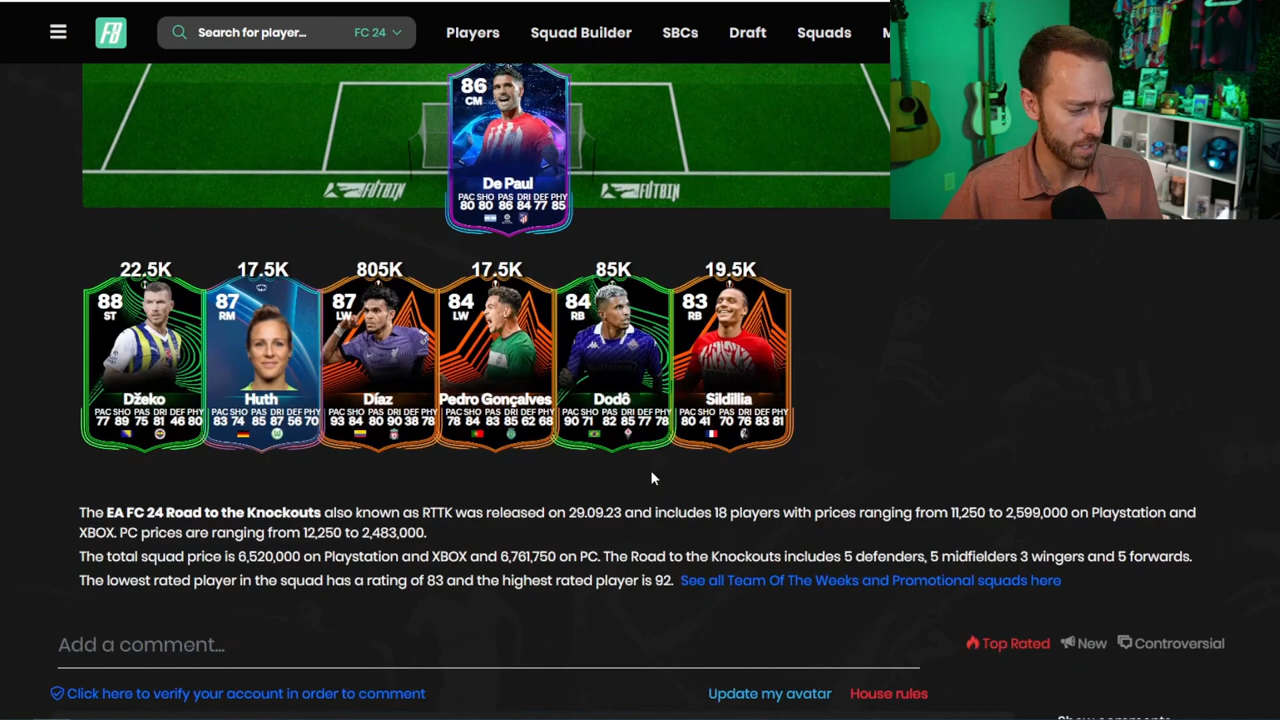 FB
Search for player...
FC 24
Players
Squad Builder
SBCs
Draft
Squads
M
86
CM
De Paul
PAC SHO PAS DRI DEF PHY
80 80 86 84 77 85
FUTBIN
FUTBIN
22.5K
17.5K
805K
17.5K
85K
19.5K
88
ST
Džeko
PAC SHO PAS DRI DEF PHY
77 89 75 81 46 80
87
RM
Huth
PAC SHO PAS DRI DEF PHY
83 74 85 87 56 70
87
LW
Díaz
PAC SHO PAS DRI DEF PHY
93 84 80 90 38 78
84
LW
Pedro Gonçalves
PAC SHO PAS DRI DEF PHY
78 84 83 85 62 68
84
RB
Dodô
PAC SHO PAS DRI DEF PHY
90 71 82 85 77 78
83
RB
Sildillia
PAC SHO PAS DRI DEF PHY
80 41 70 76 83 81
The EA FC 24 Road to the Knockouts also known as RTTK was released on 29.09.23 and includes 18 players with prices ranging from 11,250 to 2,599,000 on Playstation and
XBOX. PC prices are ranging from 12,250 to 2,483,000.
The total squad price is 6,520,000 on Playstation and XBOX and 6,761,750 on PC. The Road to the Knockouts includes 5 defenders, 5 midfielders 3 wingers and 5 forwards.
The lowest rated player in the squad has a rating of 83 and the highest rated player is 92. See all Team Of The Weeks and Promotional squads here
Add a comment...
Top Rated
New
Controversial
Click here to verify your account in order to comment
Update my avatar
House rules
Show comments